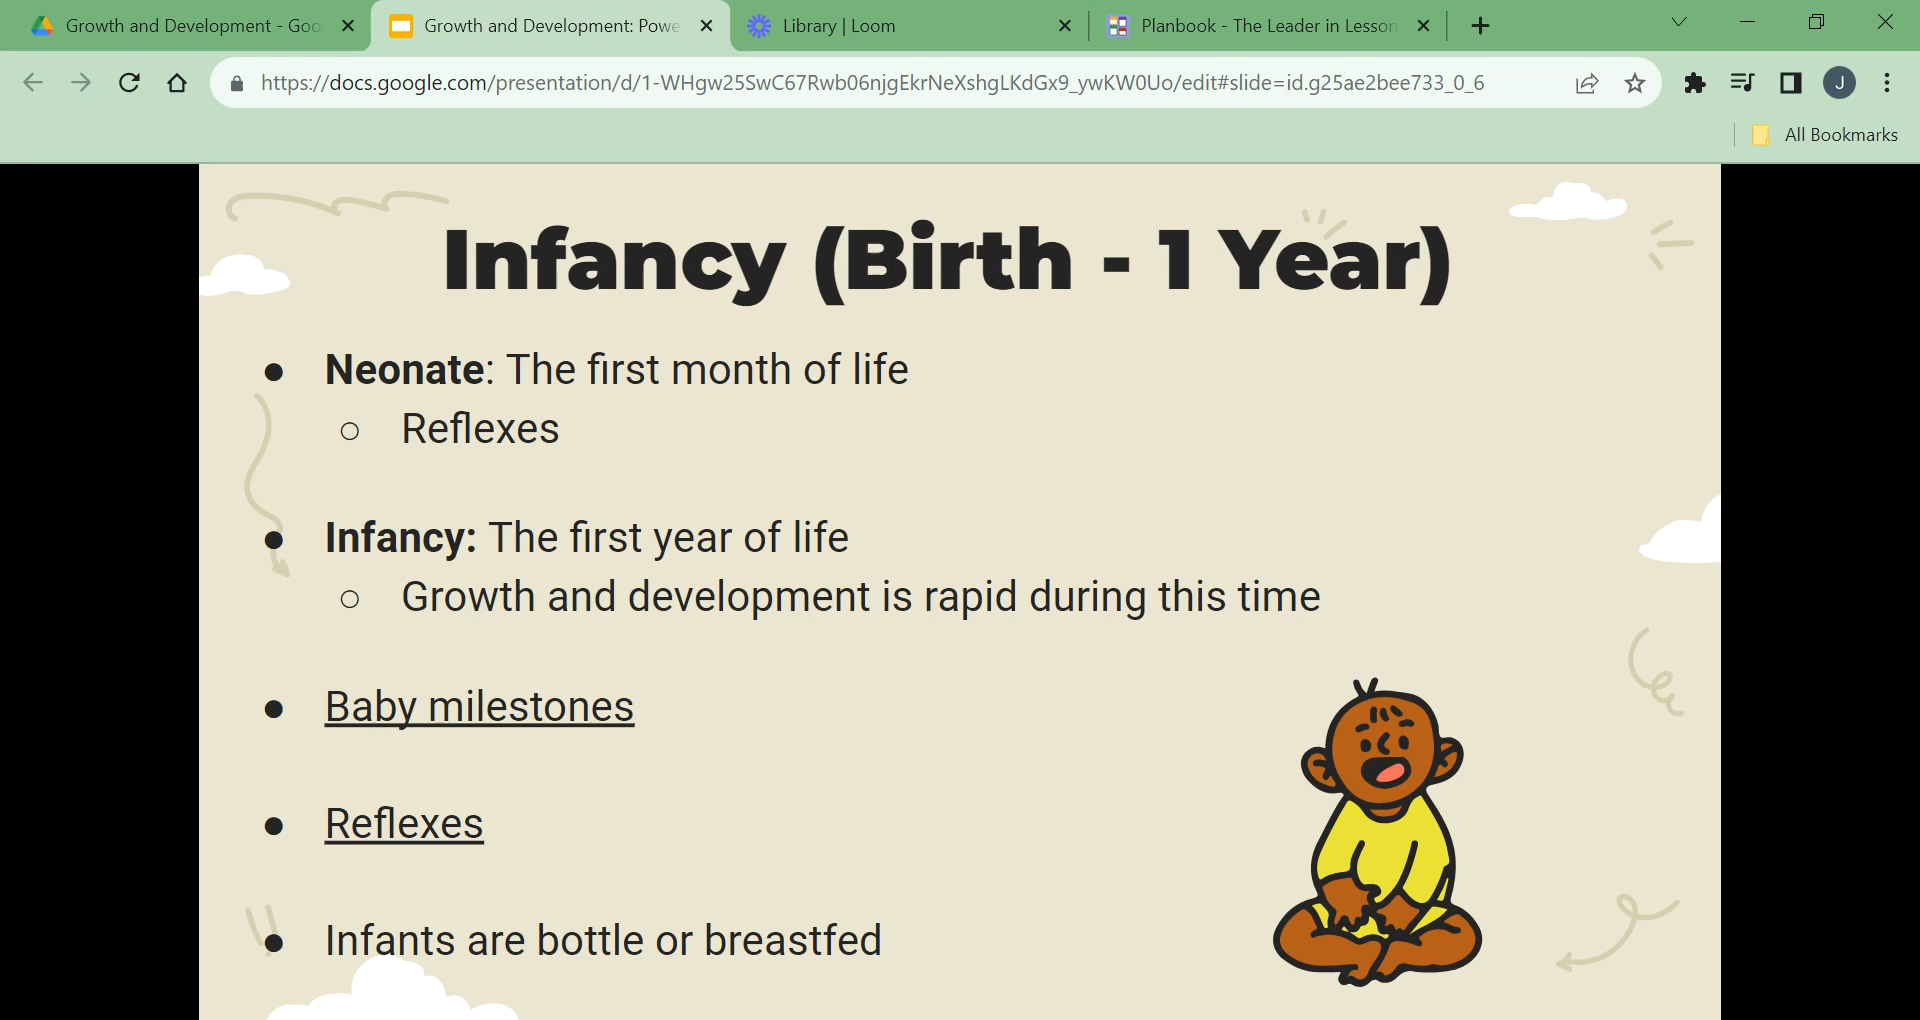 Growth and Development - Goo
Growth and Development: Powe
Library | Loom
Planbook - The Leader in Lesson
https://docs.google.com/presentation/d/1-WHgw25SwC67Rwb06njgEkrNeXshgLKdGx9_ywKW0Uo/edit#slide=id.g25ae2bee733_0_6
J
All Bookmarks
Infancy (Birth - 1 Year)
● Neonate: The first month of life
○ Reflexes
● Infancy: The first year of life
○ Growth and development is rapid during this time
● Baby milestones
● Reflexes
● Infants are bottle or breastfed